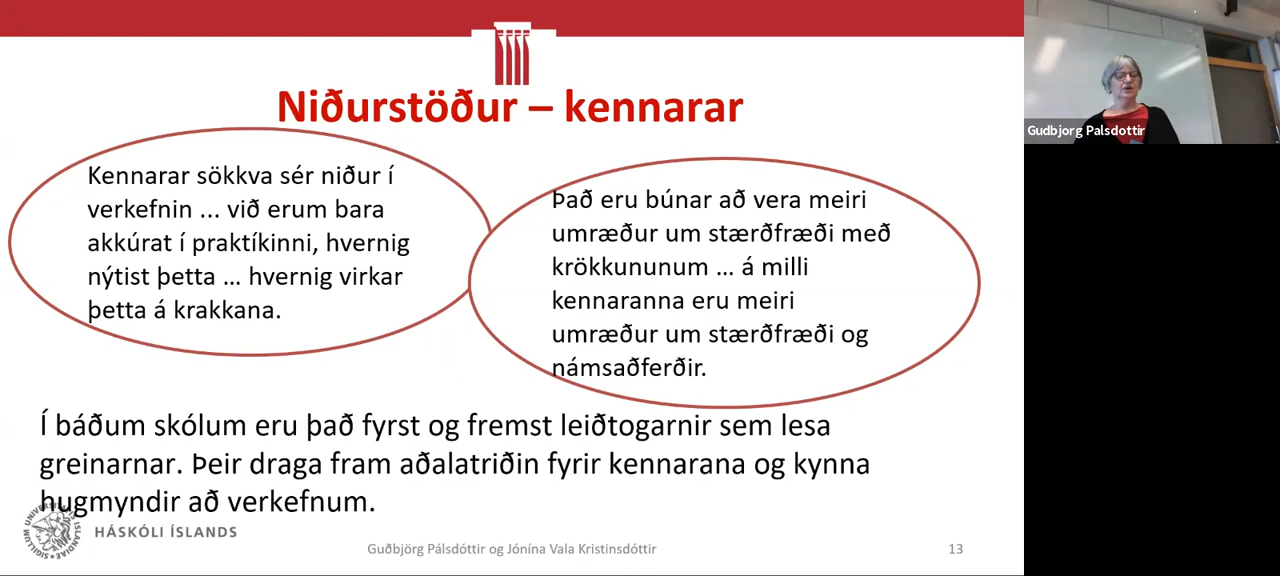 Niðurstöður – kennarar
Kennarar sökkva sér niður í
verkefnin ... við erum bara
akkúrat í praktíkinni, hvernig
nýtist þetta ... hvernig virkar
þetta á krakkana.
Það eru búnar að vera meiri
umræður um stærðfræði með
krökkununum ... á milli
kennaranna eru meiri
umræður um stærðfræði og
námsaðferðir.
Í báðum skólum eru það fyrst og fremst leiðtogarnir sem lesa
greinarnar. Þeir draga fram aðalatriðin fyrir kennarana og kynna
hugmyndir að verkefnum.
HÁSKÓLI ÍSLANDS
Guðbjörg Pálsdóttir og Jónína Vala Kristinsdóttir
13
Gudbjorg Palsdottir